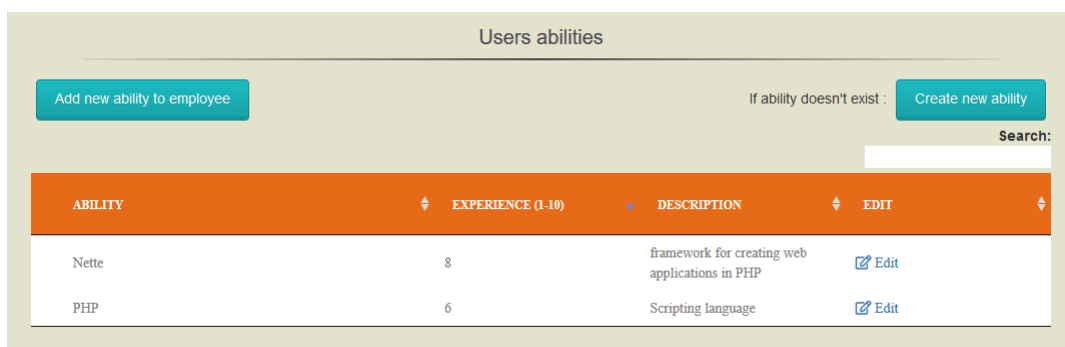 Users abilities
Add new ability to employee
If ability doesn't exist : Create new ability
Search:
ABILITY EXPERIENCE (1-10) DESCRIPTION EDIT
Nette 8 framework for creating web applications in PHP Edit
PHP 6 Scripting language Edit